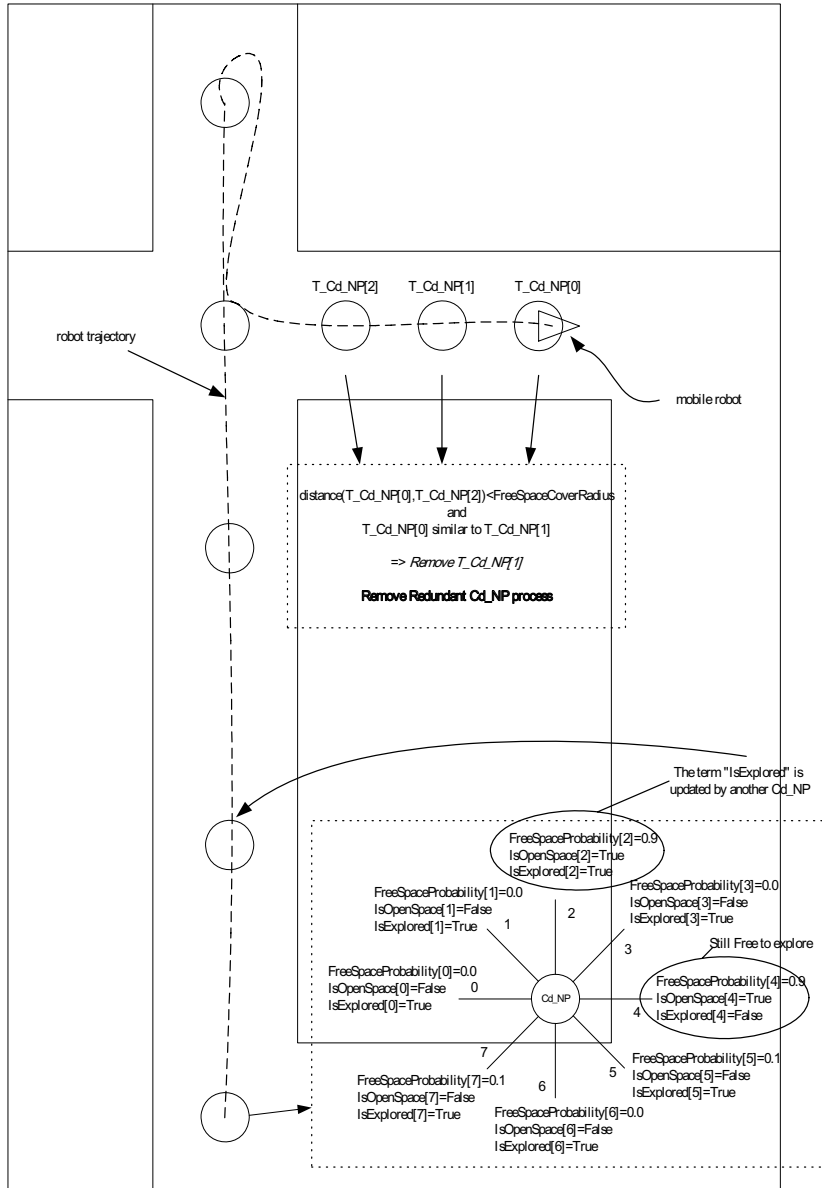 T_Cd_NP[2]
T_Cd_NP[1]
T_Cd_NP[0]
robot trajectory
mobile robot
distance(T_Cd_NP[0],T_Cd_NP[2])<FreeSpaceCoverRadius
and
T_Cd_NP[0] similar to T_Cd_NP[1]
=> Remove T_Cd_NP[1]
Remove Redundant Cd_NP process
The term "IsExplored" is
updated by another Cd_NP
FreeSpaceProbability[2]=0.9
IsOpenSpace[2]=True
IsExplored[2]=True
FreeSpaceProbability[1]=0.0
IsOpenSpace[1]=False
IsExplored[1]=True
FreeSpaceProbability[3]=0.0
IsOpenSpace[3]=False
IsExplored[3]=True
1
2
3
Still Free to explore
FreeSpaceProbability[0]=0.0
IsOpenSpace[0]=False
IsExplored[0]=True
0
Cd_NP
4
FreeSpaceProbability[4]=0.9
IsOpenSpace[4]=True
IsExplored[4]=False
7
6
5
FreeSpaceProbability[5]=0.1
IsOpenSpace[5]=False
IsExplored[5]=True
FreeSpaceProbability[7]=0.1
IsOpenSpace[7]=False
IsExplored[7]=True
FreeSpaceProbability[6]=0.0
IsOpenSpace[6]=False
IsExplored[6]=True